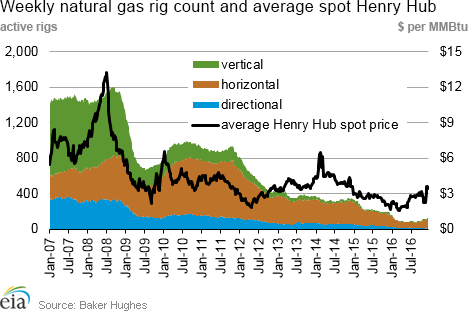 Weekly natural gas rig count and average spot Henry Hub
active rigs $ per MMBtu
2,000 $15
1,600 $12
1,200 $9
800 $6
400 $3
0 $0
vertical
horizontal
directional
average Henry Hub spot price
Jan-07 Jul-07 Jan-08 Jul-08 Jan-09 Jul-09 Jan-10 Jul-10 Jan-11 Jul-11 Jan-12 Jul-12 Jan-13 Jul-13 Jan-14 Jul-14 Jan-15 Jul-15 Jan-16 Jul-16
eia Source: Baker Hughes